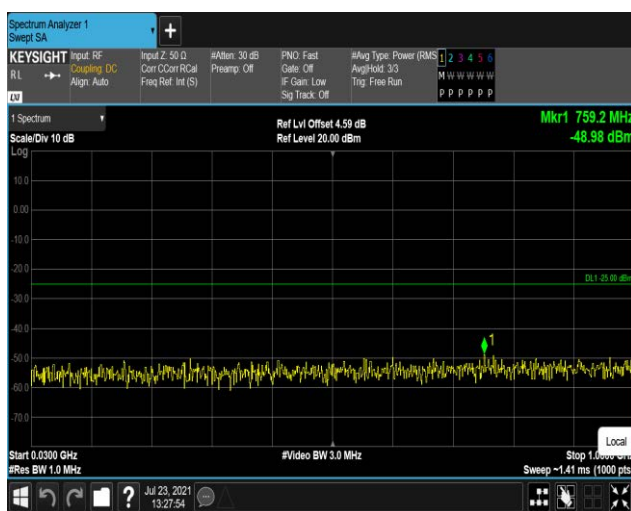 Spectrum Analyzer 1
Swept SA
KEYSIGHT Input: RF Input Z: 50 Ω #Atten: 30 dB PNO: Fast #Avg Type: Power (RMS 1 2 3 4 5 6
RL Coupling: DC Corr CCorr RCal Preamp: Off Gate: Off Avg|Hold: 3/3 M W W W W W
Align: Auto Freq Ref: Int (S) IF Gain: Low Trig: Free Run
Sig Track: Off P P P P P P
LXI
1 Spectrum Ref Lvl Offset 4.59 dB Mkr1 759.2 MHz
Scale/Div 10 dB Ref Level 20.00 dBm -48.98 dBm
Log
10.0
0.00
-10.0
-20.0
DL1 -25.00 dBm
-30.0
-40.0
1
-50.0
-60.0
-70.0
Local
Start 0.0300 GHz #Video BW 3.0 MHz Stop 1.0000 GHz
#Res BW 1.0 MHz Sweep ~1.41 ms (1000 pts
? Jul 23, 2021
13:27:54